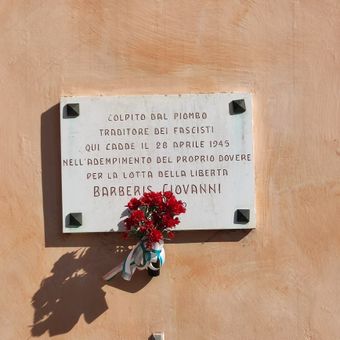 COLPITO DAL PIOMBO
TRADITORE DEI FASCISTI
QUI CADDE IL 28 APRILE 1945
NELL'ADEMPIMENTO DEL PROPRIO DOVERE
PER LA LOTTA DELLA LIBERTA
BARBERIS GIOVANNI